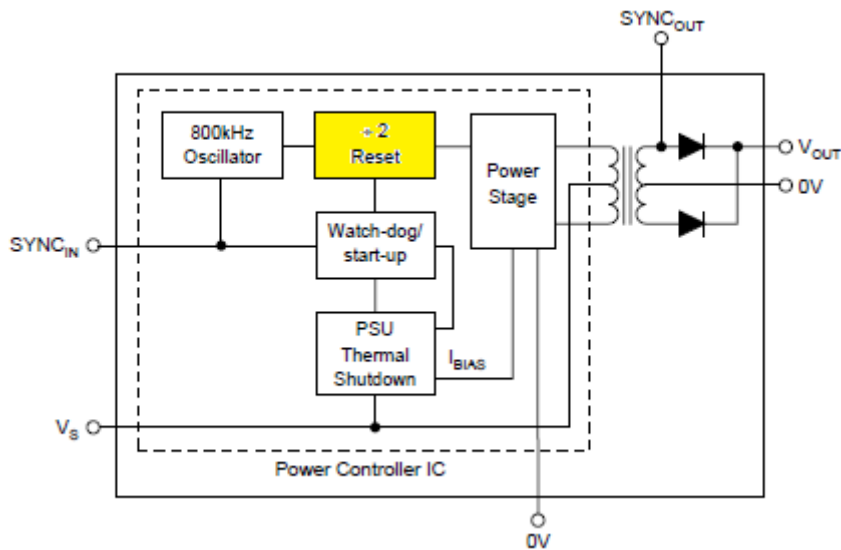 SYNCOUT
800kHz
Oscillator
÷ 2
Reset
Power
Stage
VOUT
0V
SYNCIN
Watch-dog/
start-up
PSU
Thermal
Shutdown
IBIAS
VS
Power Controller IC
0V